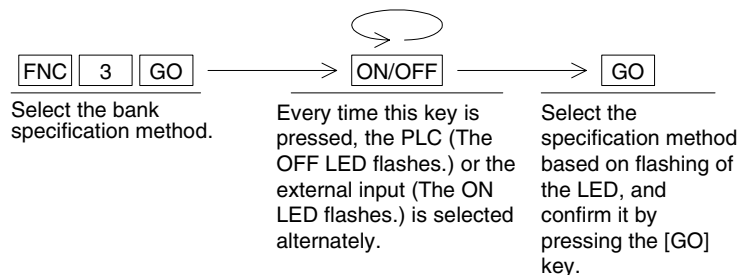 FNC 3 GO
Select the bank
specification method.
ON/OFF
Every time this key is
pressed, the PLC (The
OFF LED flashes.) or the
external input (The ON
LED flashes.) is selected
alternately.
GO
Select the
specification method
based on flashing of
the LED, and
confirm it by
pressing the [GO]
key.